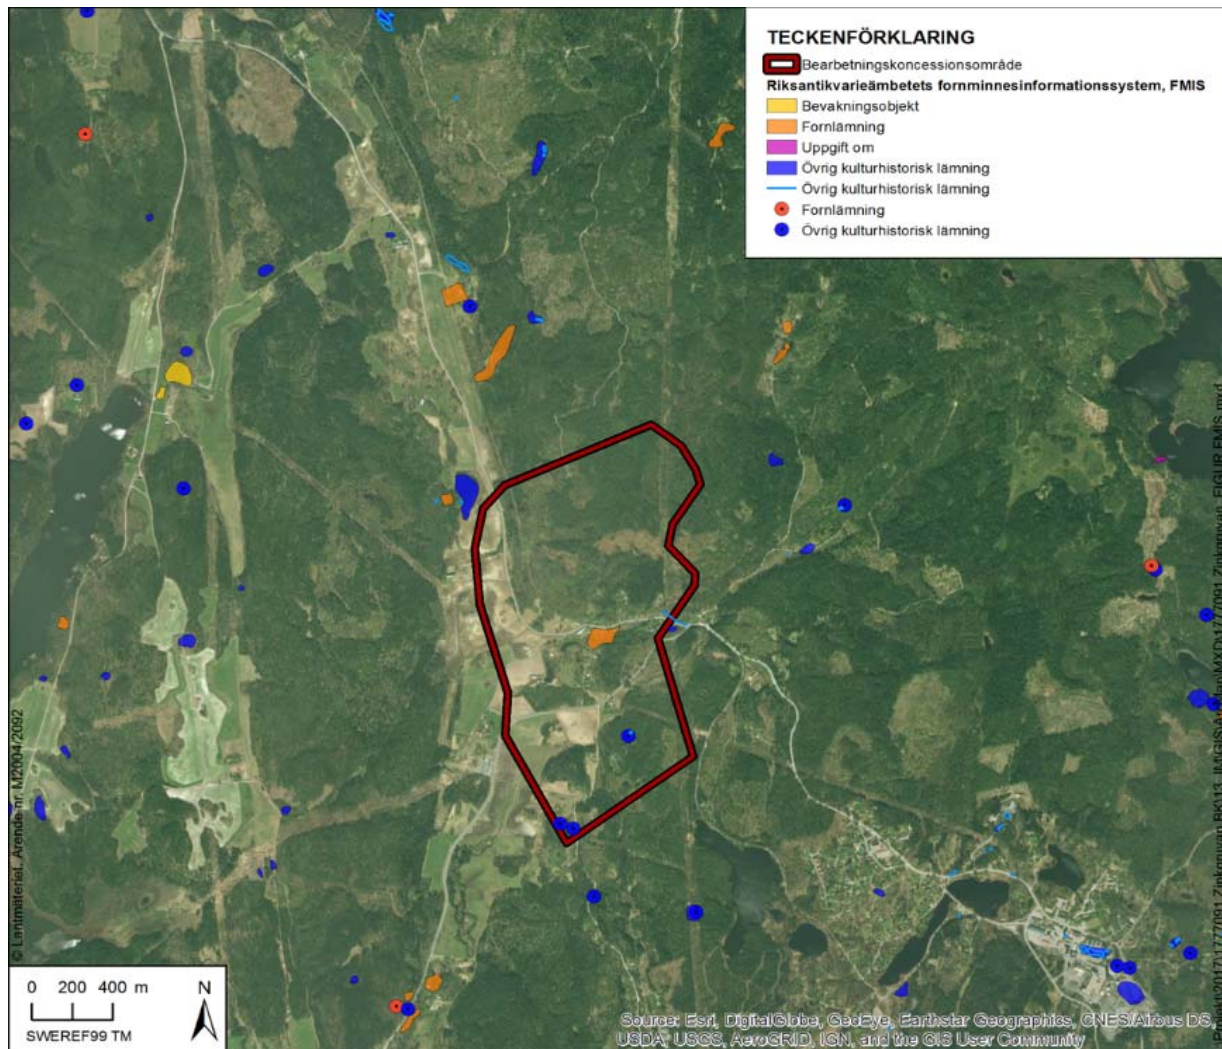 TECKENFÖRKLARING
Bearbetningskoncessionsområde
Riksantikvarieämbetets fornminnesinformationssystem, FMIS
Bevakningsobjekt
Fornlämning
Uppgift om
Övrig kulturhistorisk lämning
Övrig kulturhistorisk lämning
Fornlämning
Övrig kulturhistorisk lämning
© Lantmäteriet. Ärende nr. M2004/2092
0 200 400 m
N
SWEREF99 TM
Source: Esri, DigitalGlobe, GeoEye, Earthstar Geographics, CNES/Airbus DS,
USDA, USGS, AeroGRID, IGN, and the GIS User Community